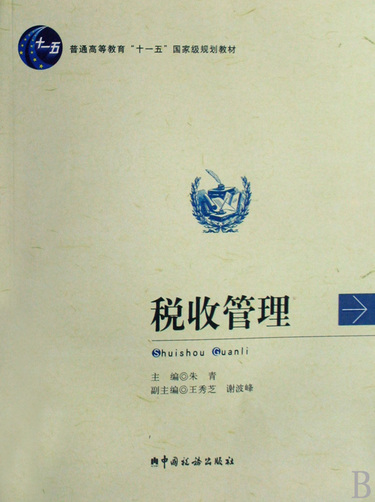 十一五
普通高等教育“十一五”国家级规划教材
税收管理
Shuishou Guanli
主 编◎朱 青
副主编◎王秀芝 谢波峰
中国税务出版社
B